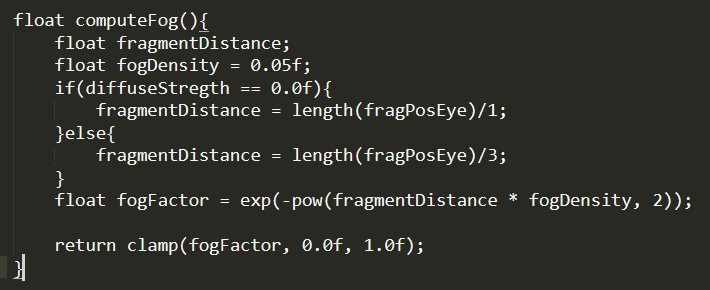 float computeFog(){
    float fragmentDistance;
    float fogDensity = 0.05f;
    if(diffuseStregth == 0.0f){
        fragmentDistance = length(fragPosEye)/1;
    }else{
        fragmentDistance = length(fragPosEye)/3;
    }
    float fogFactor = exp(-pow(fragmentDistance * fogDensity, 2));

    return clamp(fogFactor, 0.0f, 1.0f);
}